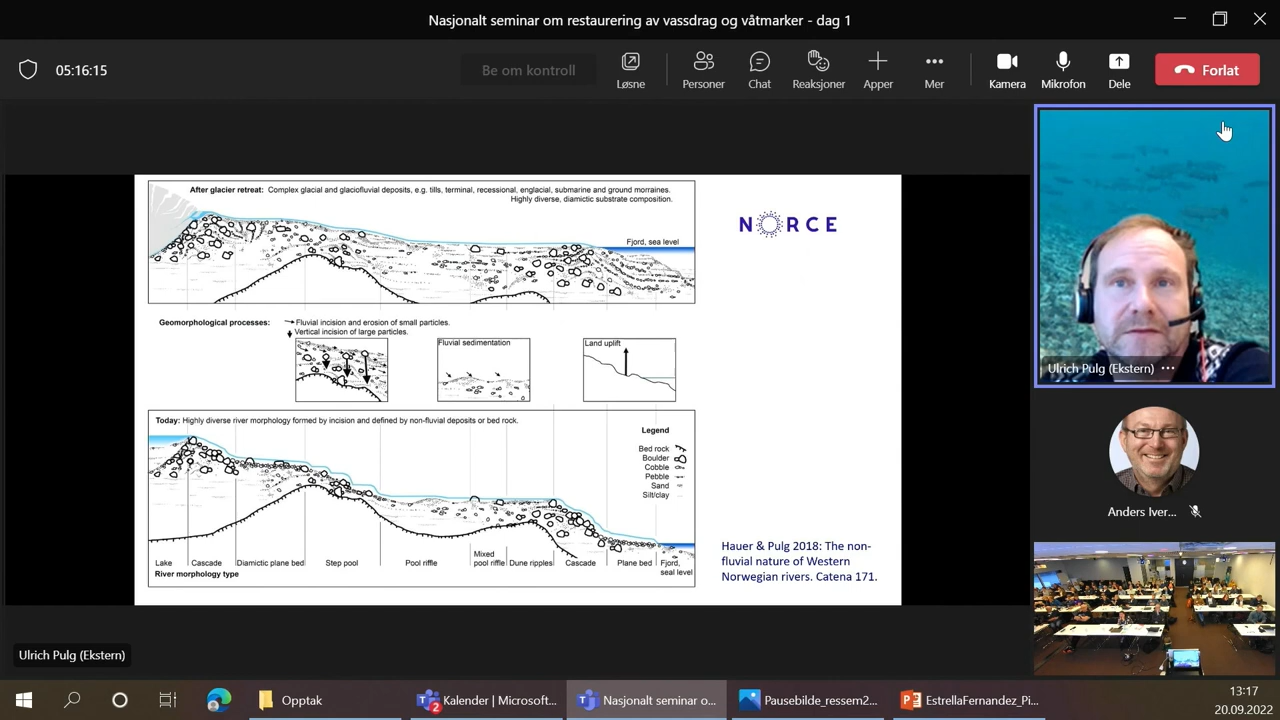 Nasjonalt seminar om restaurering av vassdrag og våtmarker - dag 1
05:16:15
Be om kontroll
Løsne
Personer
Chat
Reaksjoner
Apper
Mer
Kamera
Mikrofon
Dele
Forlat
After glacier retreat: Complex glacial and glaciofluvial deposits, e.g. tills, terminal, recessional, englacial, submarine and ground morraines.
Highly diverse, diamictic substrate composition.
Fjord, sea level
NORCE
Geomorphological processes:
Fluvial incision and erosion of small particles.
Vertical incision of large particles.
Fluvial sedimentation
Land uplift
Today: Highly diverse river morphology formed by incision and defined by non-fluvial deposits or bed rock.
Legend
Bed rock
Boulder
Cobble
Pebble
Sand
Silt/clay
Lake
Cascade
Diamictic plane bed
Step pool
Pool riffle
Mixed
pool riffle
Dune ripples
Cascade
Plane bed
Fjord,
seal level
River morphology type
Hauer & Pulg 2018: The non-
fluvial nature of Western
Norwegian rivers. Catena 171.
Ulrich Pulg (Ekstern)
Anders Iver...
Ulrich Pulg (Ekstern)
Opptak
2
Kalender | Microsoft...
Nasjonalt seminar o...
Pausebilde_ressem2...
EstrellaFernandez_Pi...
13:17
20.09.2022